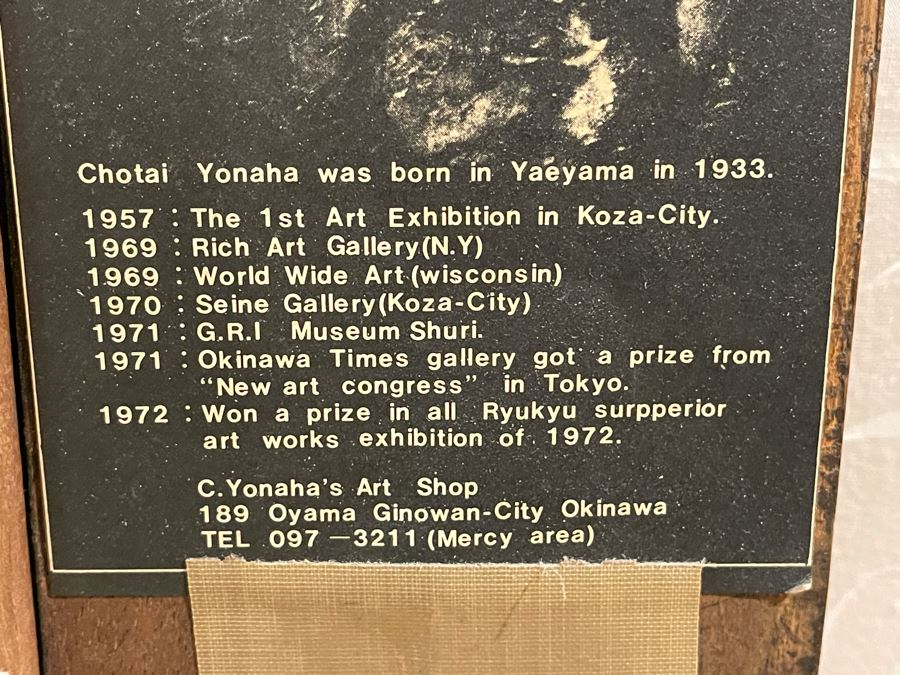 Chotai Yonaha was born in Yaeyama in 1933.
1957 : The 1st Art Exhibition in Koza-City.
1969 : Rich Art Gallery(N.Y)
1969 : World Wide Art (wisconsin)
1970 : Seine Gallery(Koza-City)
1971 : G.R.I Museum Shuri.
1971 : Okinawa Times gallery got a prize from
“New art congress” in Tokyo.
1972 : Won a prize in all Ryukyu surpperior
art works exhibition of 1972.
C.Yonaha's Art Shop
189 Oyama Ginowan-City Okinawa
TEL 097－3211 (Mercy area)